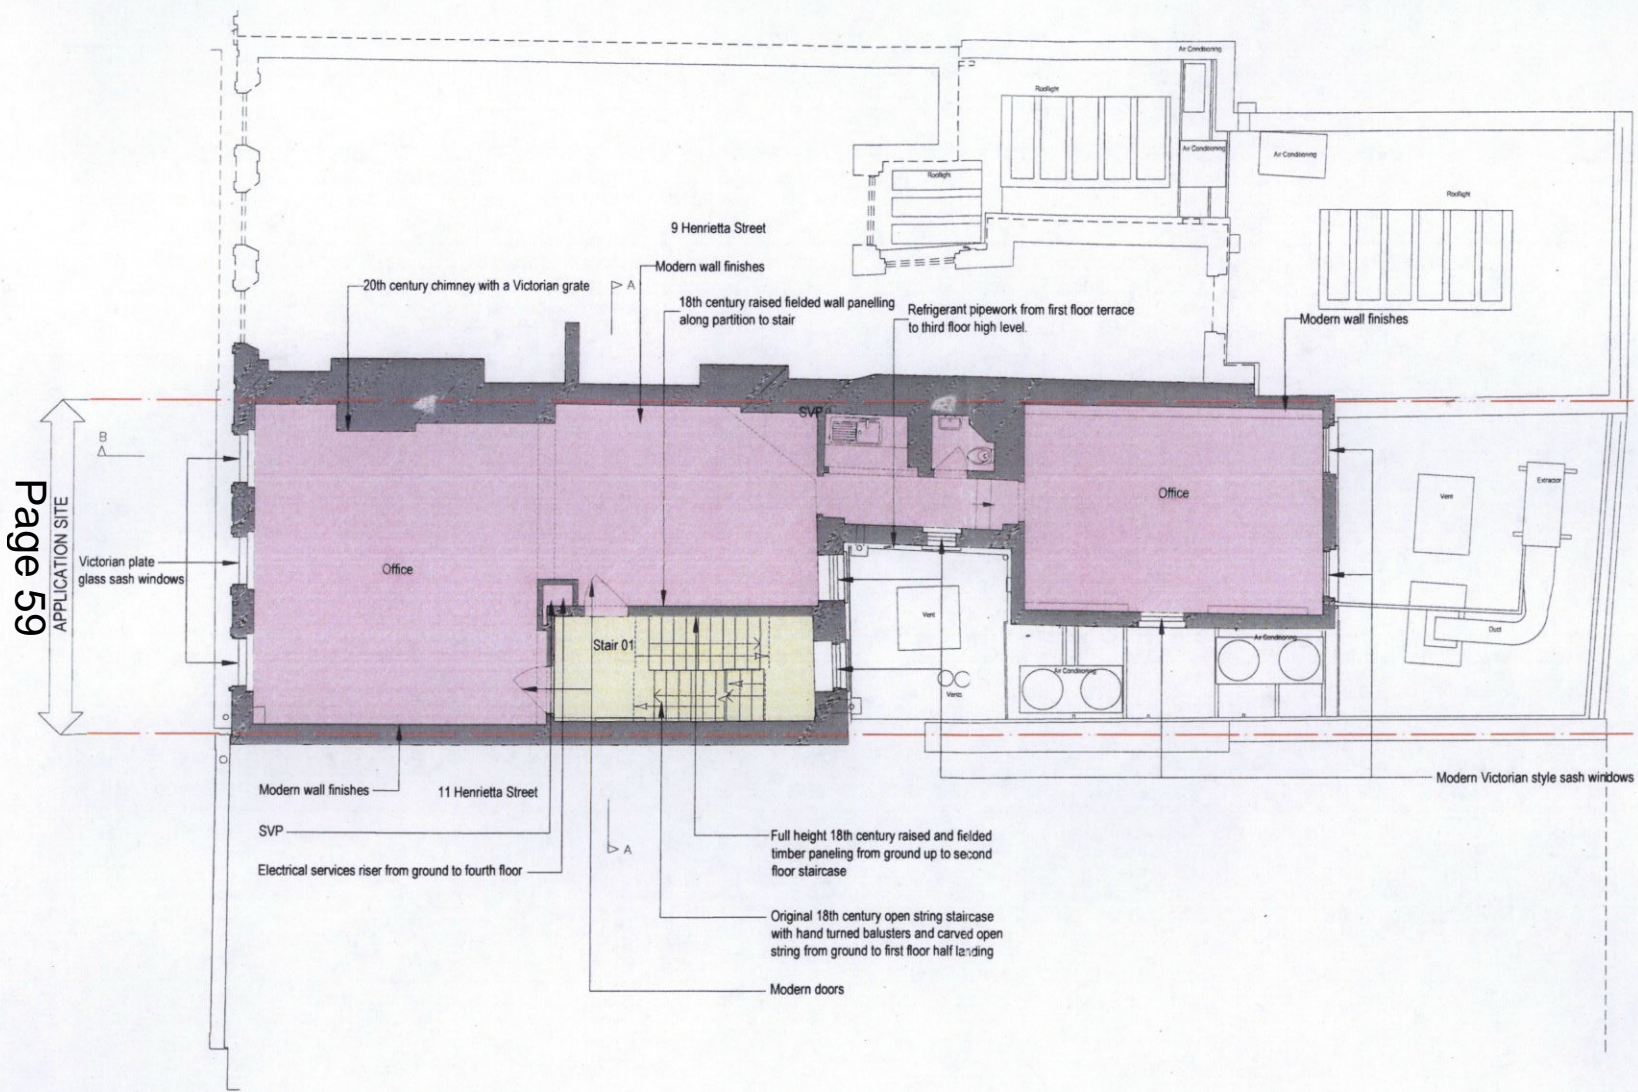 Air Conditioning
Rooflight
Air Conditioning
Air Conditioning
Rooflight
Rooflight
9 Henrietta Street
Modern wall finishes
20th century chimney with a Victorian grate
A
18th century raised fielded wall panelling
along partition to stair
Refrigerant pipework from first floor terrace
to third floor high level.
Modern wall finishes
SVP
B
Page 59
APPLICATION SITE
Victorian plate
glass sash windows
Office
Office
Vent
Extractor
Stair 01
Vent
Duct
Air Conditioning
Air Conditioning
Vents
Modern Victorian style sash windows
Modern wall finishes
11 Henrietta Street
SVP
Electrical services riser from ground to fourth floor
A
Full height 18th century raised and fielded
timber paneling from ground up to second
floor staircase
Original 18th century open string staircase
with hand turned balusters and carved open
string from ground to first floor half landing
Modern doors